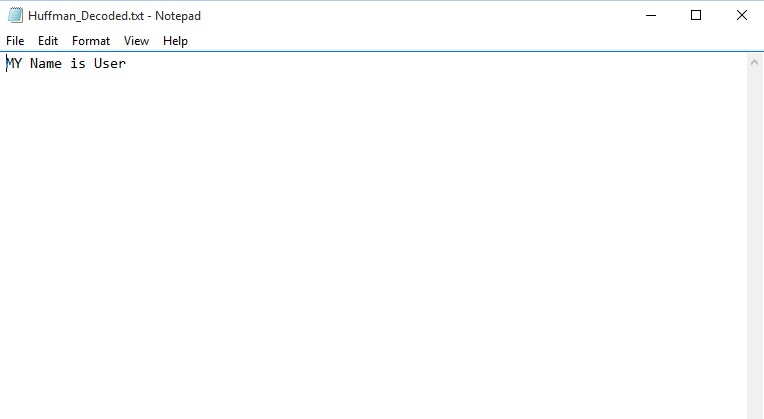 Huffman_Decoded.txt - Notepad
File Edit Format View Help
MY Name is User